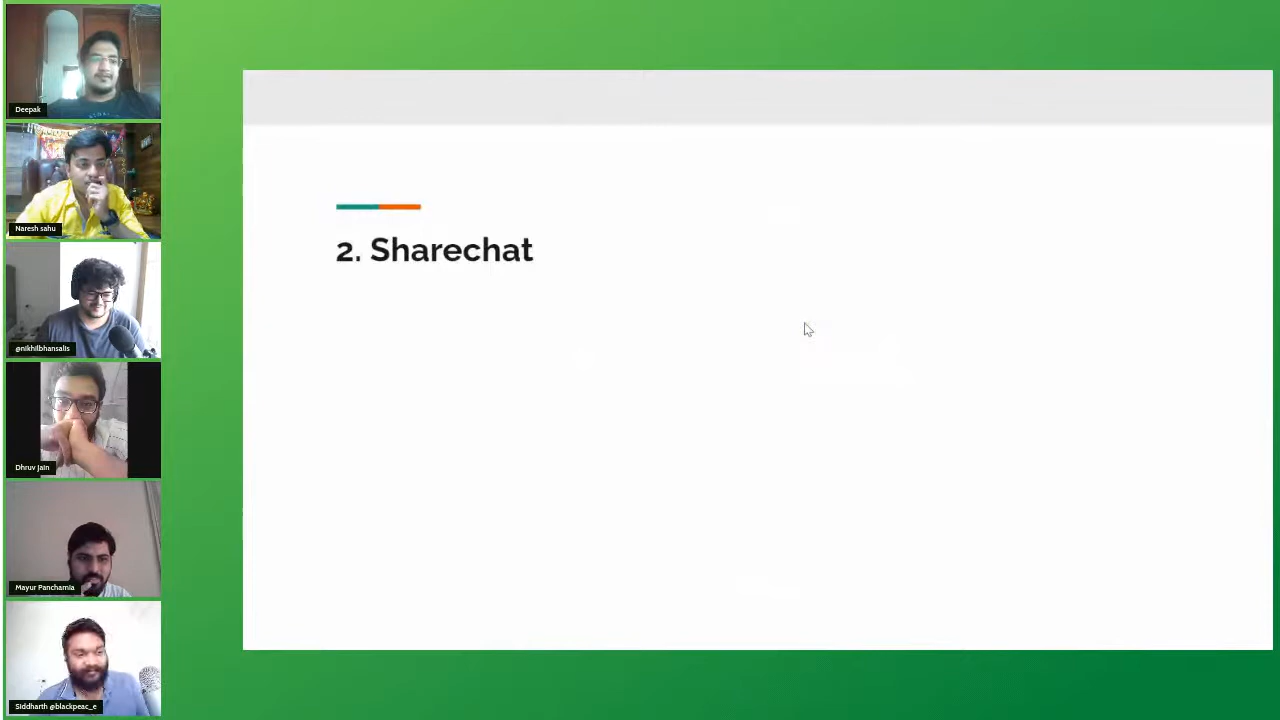 Deepak
Naresh sahu
@nikhilbhansalis
Dhruv Jain
Mayur Panchamia
Siddharth @blackpeac_e
2. Sharechat